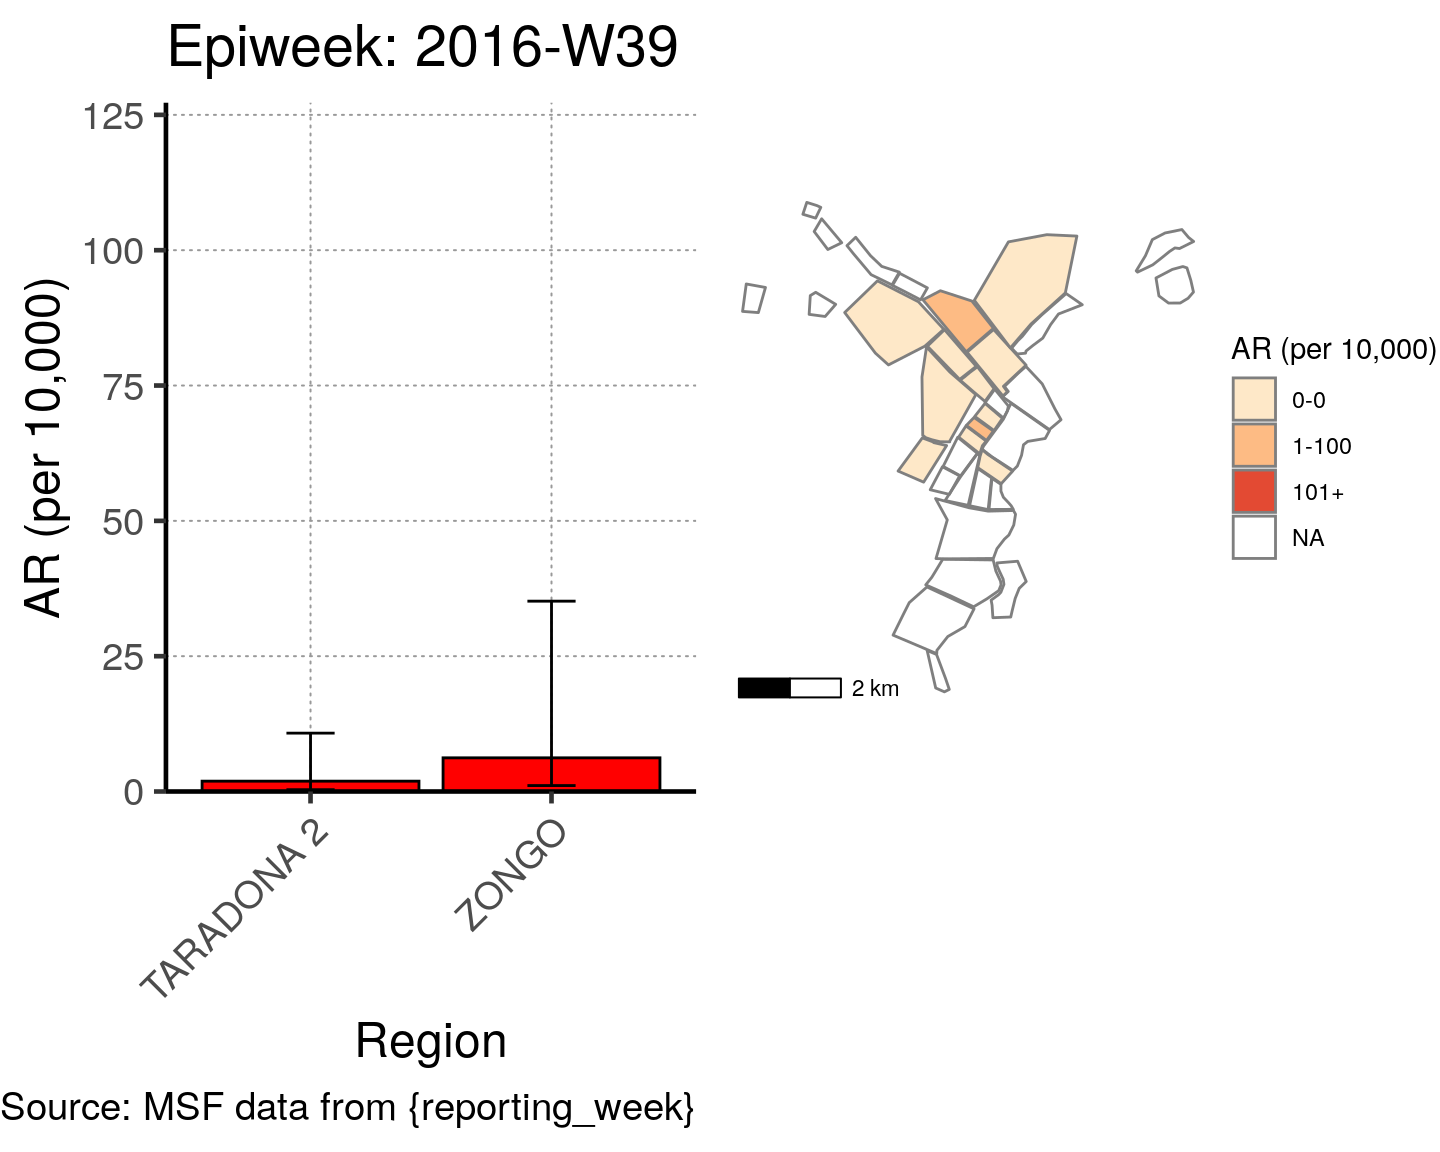 Epiweek: 2016-W39
AR (per 10,000)
125
100
75
50
25
0
TARADONA 2
ZONGO
Region
Source: MSF data from {reporting_week}
2 km
AR (per 10,000)
0-0
1-100
101+
NA